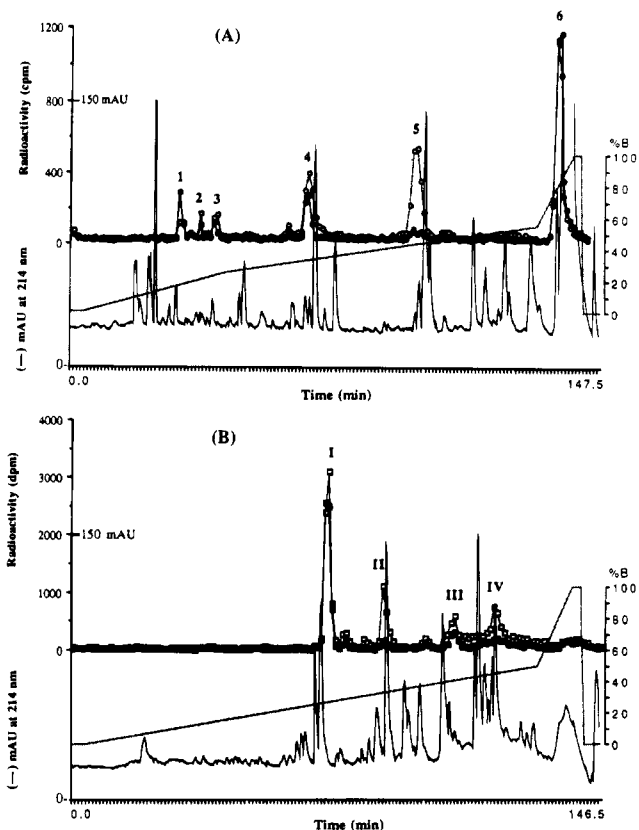 (A)
6
1200
150 mAU
900
600
400
0
Radioactivity (cpm)
1
2
3
4
5
%B
100
80
60
40
20
0
(—) mAU at 214 nm
0-
0.0
147.5
Time (min)
(B)
4000
3000
2000
1000
0
Radioactivity (dpm)
150 mAU
I
II
III
IV
%B
100
80
60
40
20
0
(—) mAU at 214 nm
0-
0.0
146.5
Time (min)